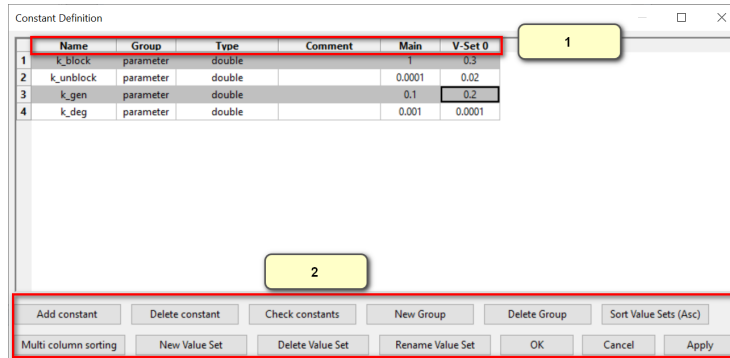 Constant Definition
1
Name Group Type Comment Main V-Set 0
1 k_block parameter double 1 0.3
2 k_unblock parameter double 0.0001 0.02
3 k_gen parameter double 0.1 0.2
4 k_deg parameter double 0.001 0.0001
2
Add constant Delete constant Check constants New Group Delete Group Sort Value Sets (Asc)
Multi column sorting New Value Set Delete Value Set Rename Value Set OK Cancel Apply